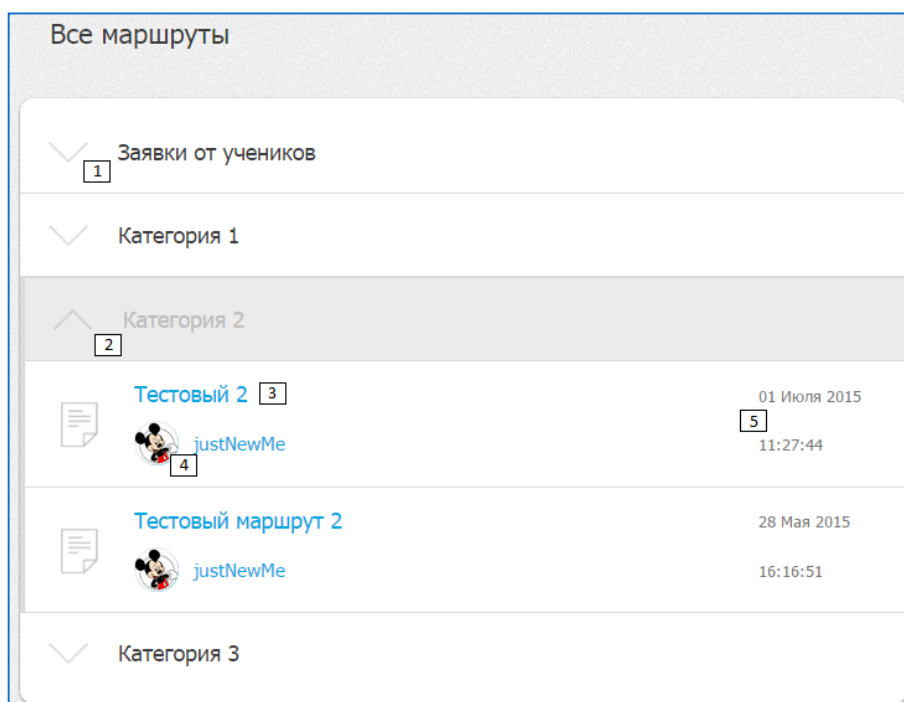 Все маршруты
Заявки от учеников
1
Категория 1
Категория 2
2
Тестовый 2 3 01 Июля 2015
5
justNewMe 11:27:44
4
Тестовый маршрут 2 28 Мая 2015
justNewMe 16:16:51
Категория 3